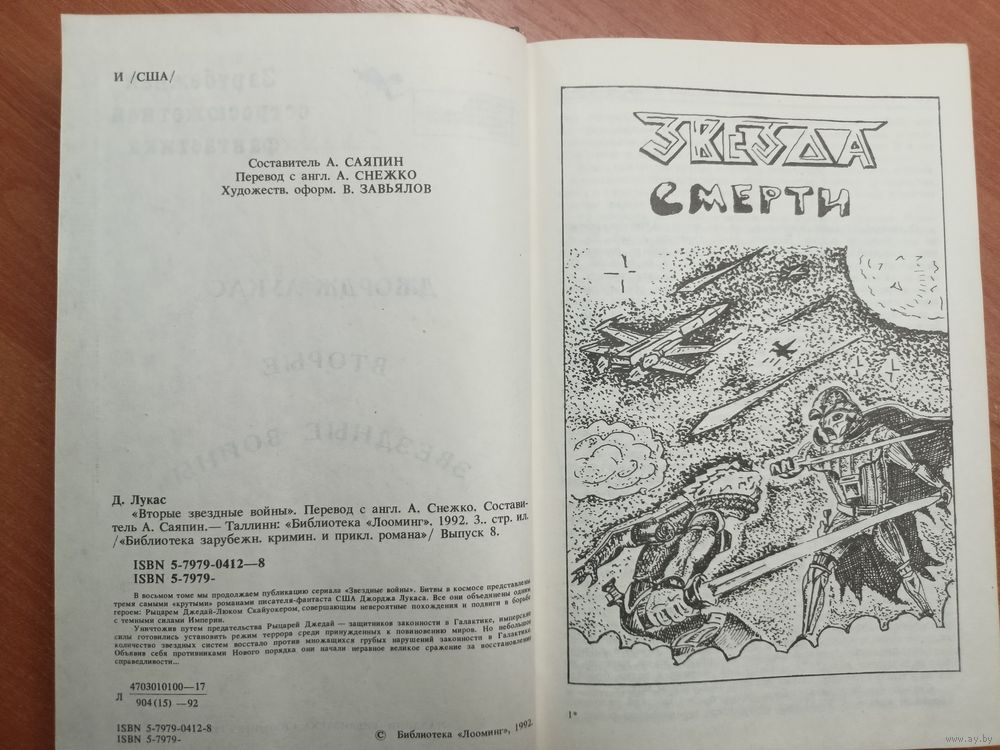 И /США/
Составитель А. САЯПИН
Перевод с англ. А. СНЕЖКО
Художеств. оформ. В. ЗАВЬЯЛОВ
Д. Лукас
«Вторые звездные войны». Перевод с англ. А. Снежко. Состави-
тель А. Саяпин.— Таллинн: «Библиотека «Лооминг». 1992. 3.. стр. ил.
/«Библиотека зарубежн. кримин. и прикл. романа»/ Выпуск 8.
ISBN 5-7979-0412—8
ISBN 5-7979-
В восьмом томе мы продолжаем публикацию сериала «Звездные войны». Битвы в космосе представлены
тремя самыми «крутыми» романами писателя-фантаста США Джорджа Лукаса. Все они объединены одним
героем: Рыцарем Джедай-Люком Скайуокером, совершающим невероятные похождения и подвиги в борьбе
с темными силами Империи.
Уничтожив путем предательства Рыцарей Джедай — защитников законности в Галактике, имперские
силы готовились установить режим террора среди принужденных к повиновению миров. Но небольшое
количество звездных систем восстало против множащихся грубых нарушений законности в Галактике.
Объявив себя противниками Нового порядка они начали неравное великое сражение за восстановление
справедливости...
Л 4703010100—17
904(15) —92
ISBN 5-7979-0412-8
ISBN 5-7979-
© Библиотека «Лооминг», 1992.
ЗВЕЗДА
СМЕРТИ
1*
www.ay.by